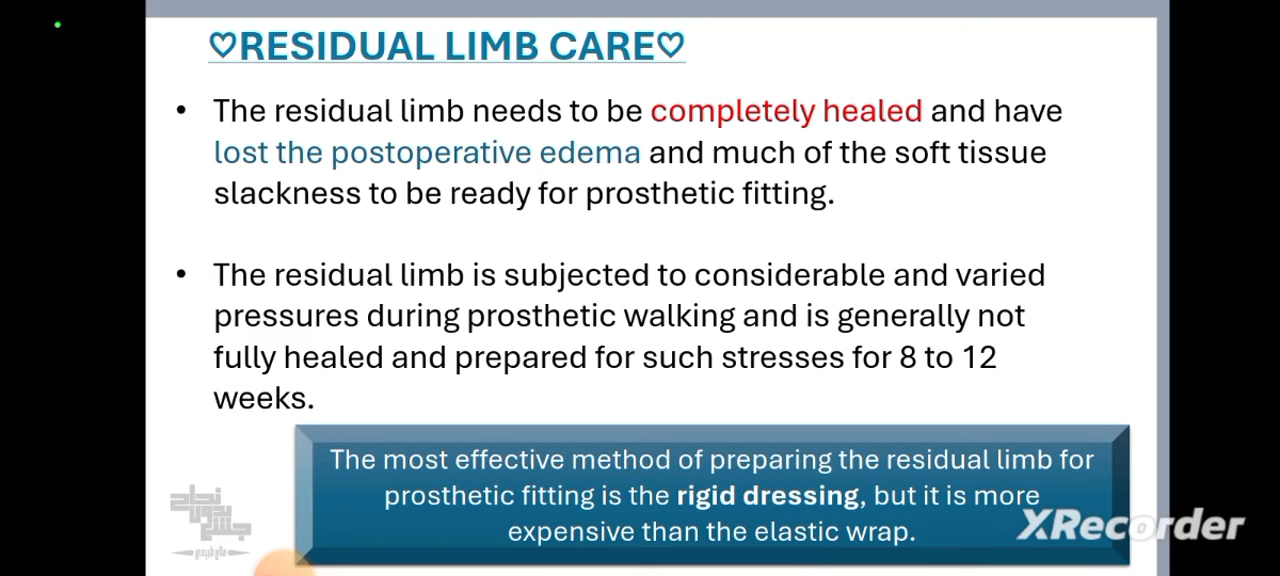 ♡RESIDUAL LIMB CARE♡
• The residual limb needs to be completely healed and have
lost the postoperative edema and much of the soft tissue
slackness to be ready for prosthetic fitting.
• The residual limb is subjected to considerable and varied
pressures during prosthetic walking and is generally not
fully healed and prepared for such stresses for 8 to 12
weeks.
The most effective method of preparing the residual limb for
prosthetic fitting is the rigid dressing, but it is more
expensive than the elastic wrap.
XRecorder